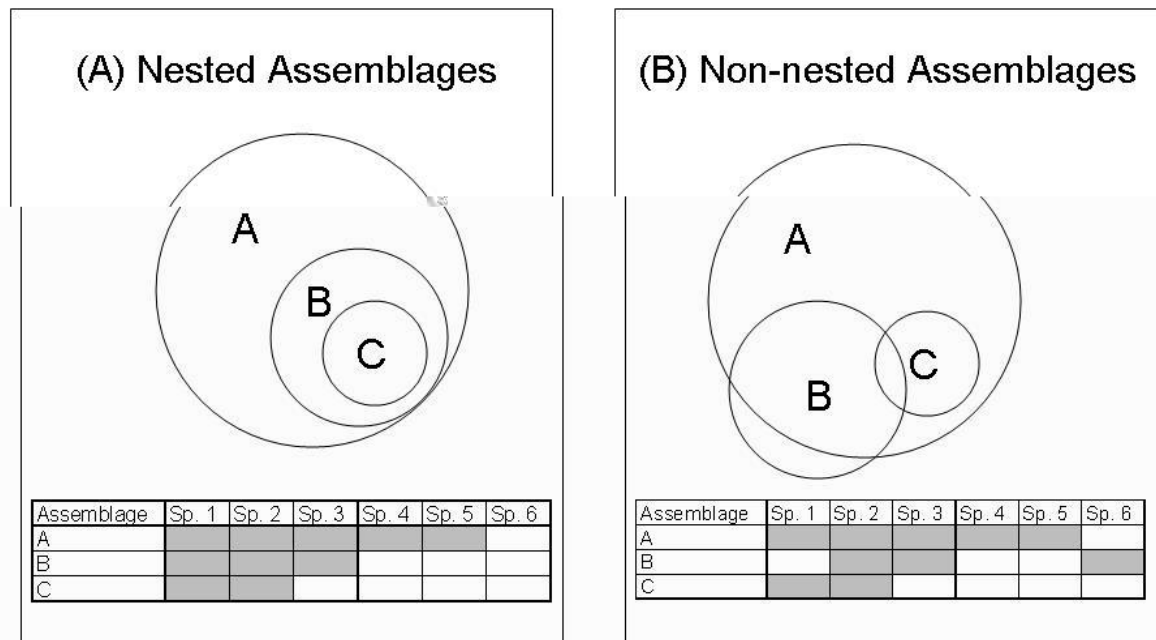 (A) Nested Assemblages
A
B
C
Assemblage Sp. 1 Sp. 2 Sp. 3 Sp. 4 Sp. 5 Sp. 6
A
B
C
(B) Non-nested Assemblages
A
B
C
Assemblage Sp. 1 Sp. 2 Sp. 3 Sp. 4 Sp. 5 Sp. 6
A
B
C